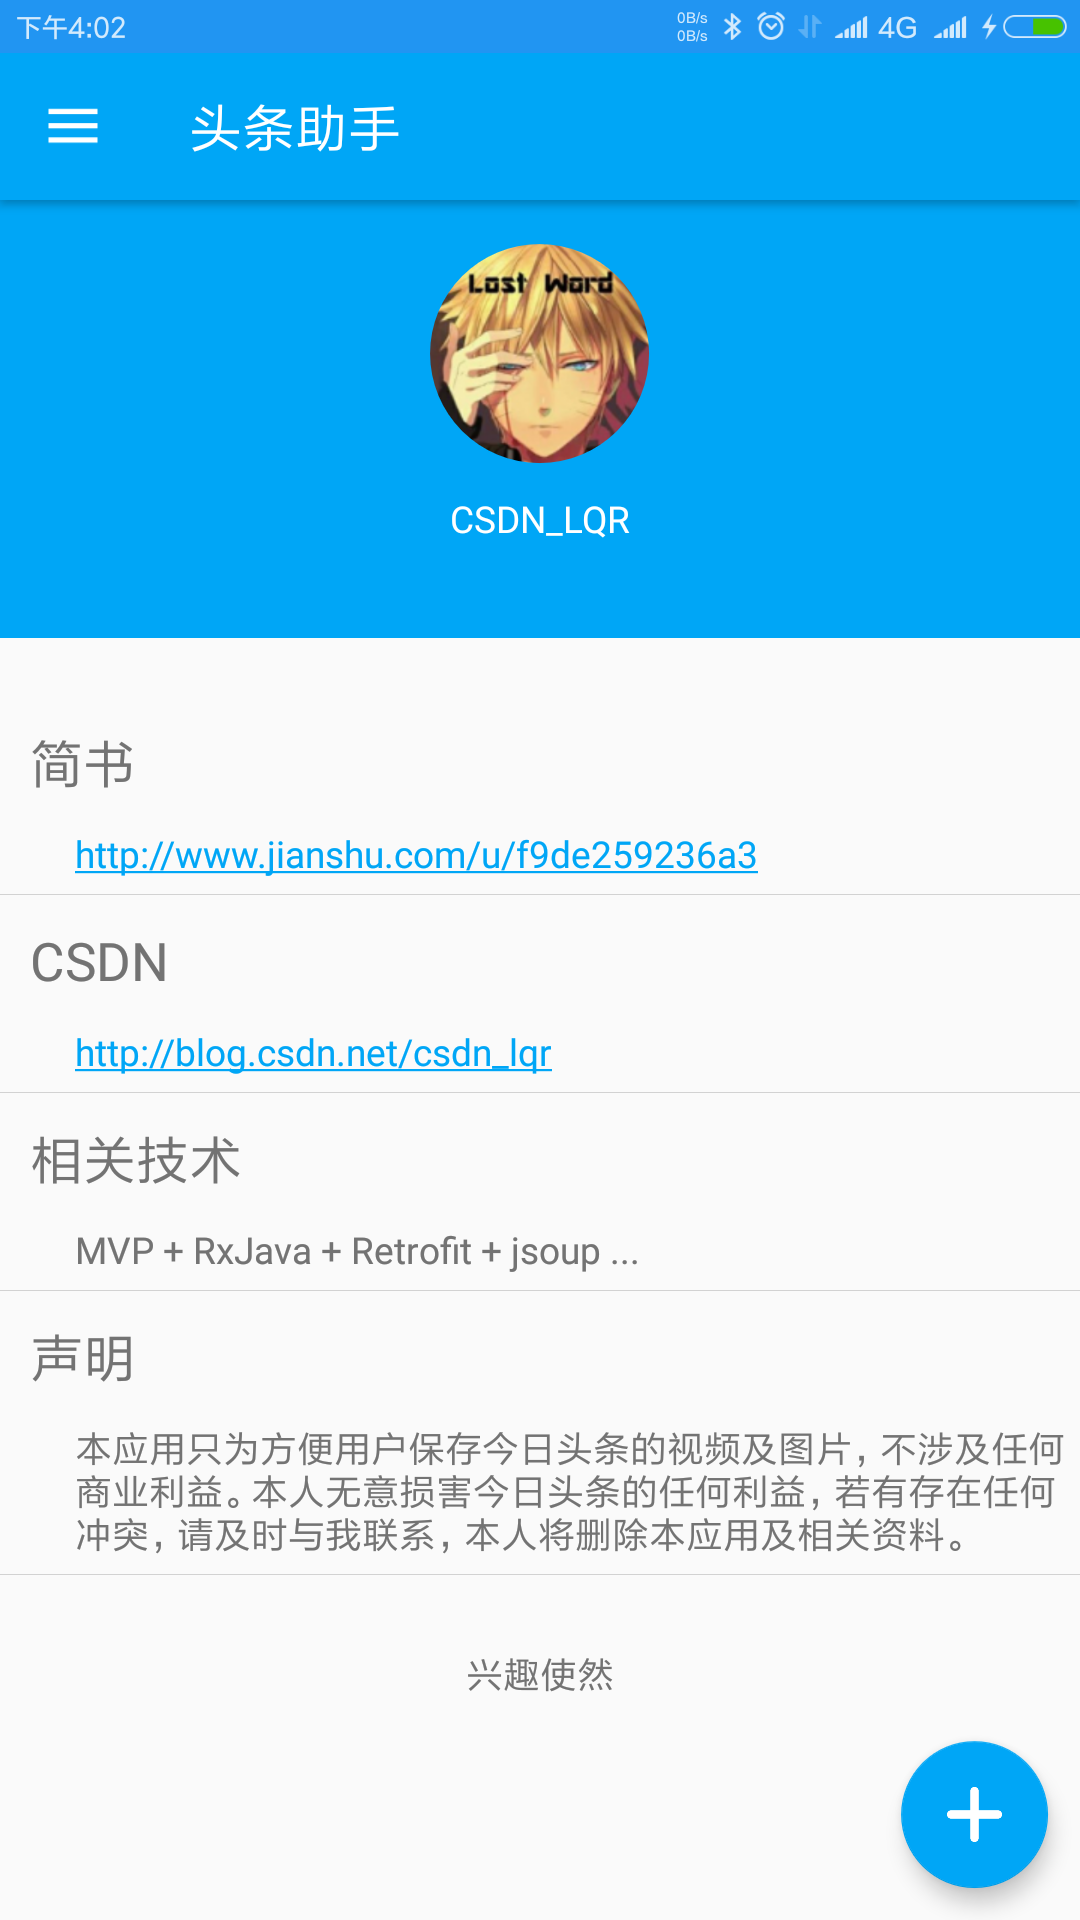 下午4:02
0B/s
0B/s
4G
头条助手
Lost Word
CSDN_LQR
简书
http://www.jianshu.com/u/f9de259236a3
CSDN
http://blog.csdn.net/csdn_lqr
相关技术
MVP + RxJava + Retrofit + jsoup ...
声明
本应用只为方便用户保存今日头条的视频及图片，不涉及任何
商业利益。本人无意损害今日头条的任何利益，若有存在任何
冲突，请及时与我联系，本人将删除本应用及相关资料。
兴趣使然